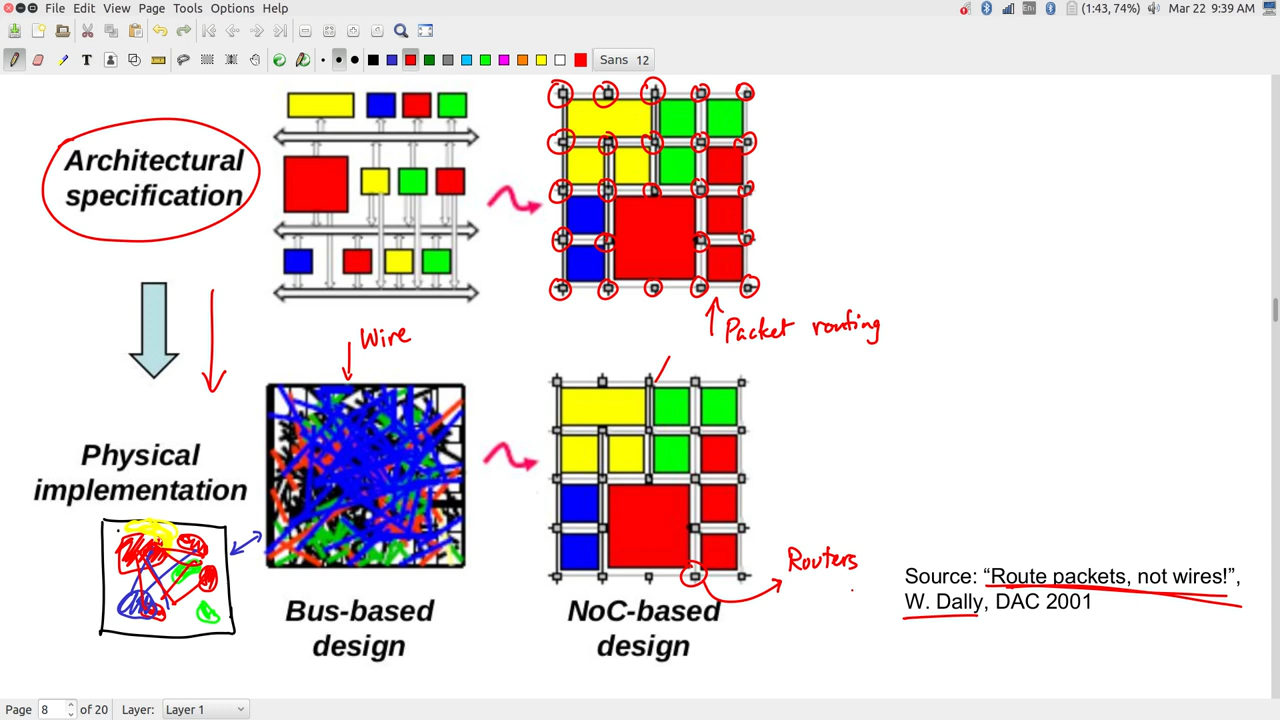 File Edit View Page Tools Options Help
En
(1:43, 74%)
Mar 22 9:39 AM
T
Sans 12
Architectural
specification
Packet routing
Wire
Physical
implementation
Routers
Bus-based
design
NoC-based
design
Source: “Route packets, not wires!”,
W. Dally, DAC 2001
Page 8 of 20 Layer: Layer 1